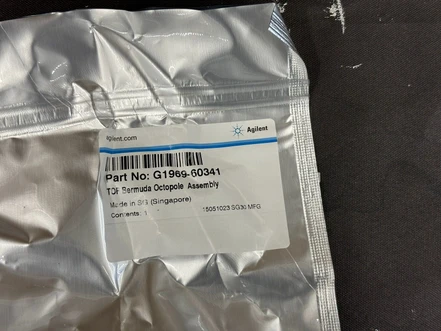 agilent.com
Agilent
Part No: G1969-60341
TOF Bermuda Octopole Assembly
Made in SG (Singapore)
Contents: 1 15051023 SG30 MFG